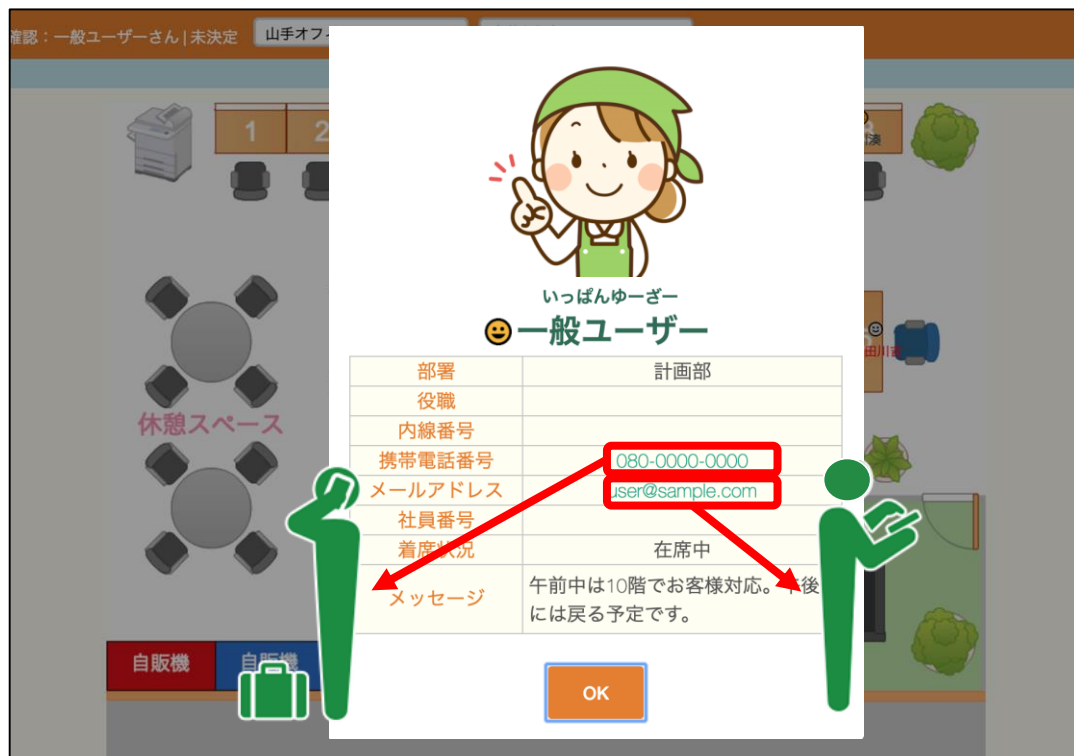 確認：一般ユーザーさん | 未決定
山手オフィ
1
2
湊
いっぱんゆーざー
一般ユーザー
部署 計画部
役職
内線番号
携帯電話番号 080-0000-0000
メールアドレス user@sample.com
社員番号
着席状況 在席中
メッセージ 午前中は10階でお客様対応。午後
には戻る予定です。
休憩スペース
田川
自販機
自販機
OK